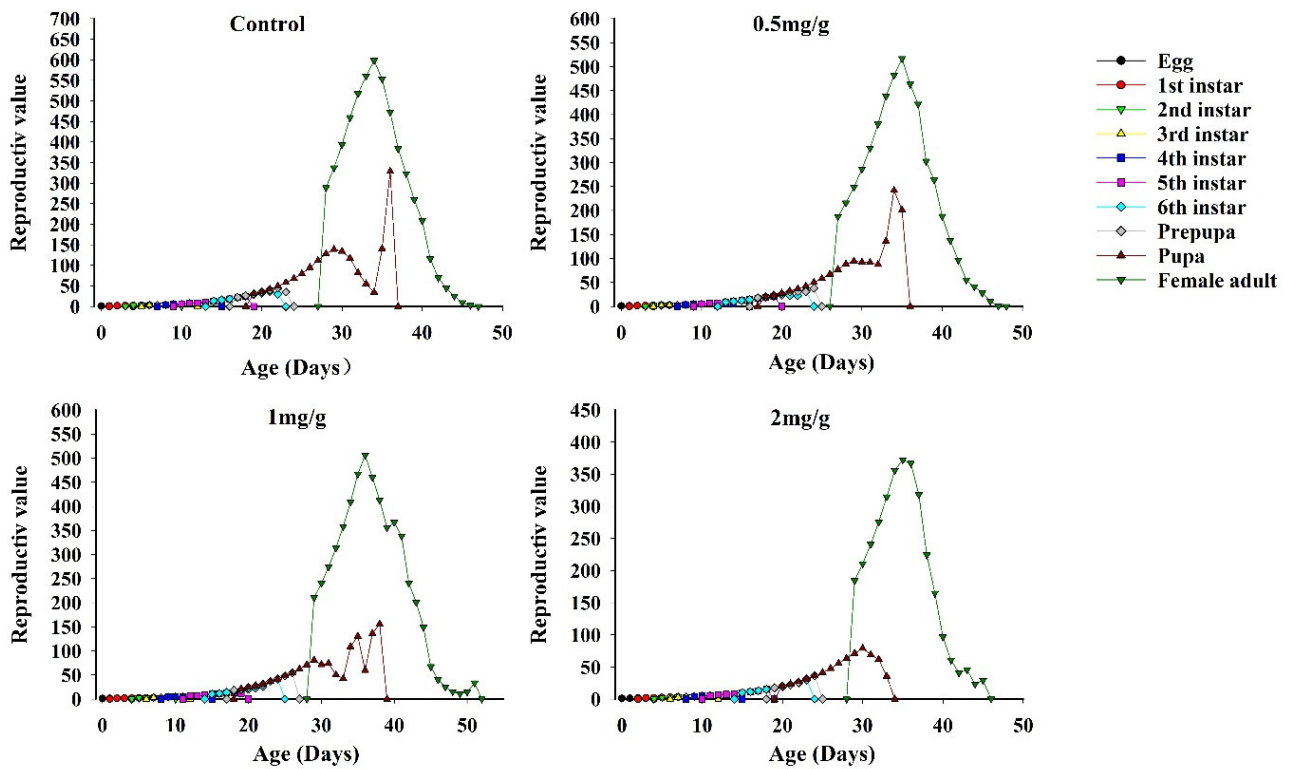 Control
Reproductiv value
700
650
600
550
500
450
400
350
300
250
200
150
100
50
0
0 10 20 30 40 50
Age (Days）
0.5mg/g
Reproductiv value
600
550
500
450
400
350
300
250
200
150
100
50
0
0 10 20 30 40 50
Age (Days)
Egg
1st instar
2nd instar
3rd instar
4th instar
5th instar
6th instar
Prepupa
Pupa
Female adult
1mg/g
Reproductiv value
600
550
500
450
400
350
300
250
200
150
100
50
0
0 10 20 30 40 50
Age (Days)
2mg/g
Reproductiv value
450
400
350
300
250
200
150
100
50
0
0 10 20 30 40 50
Age (Days)